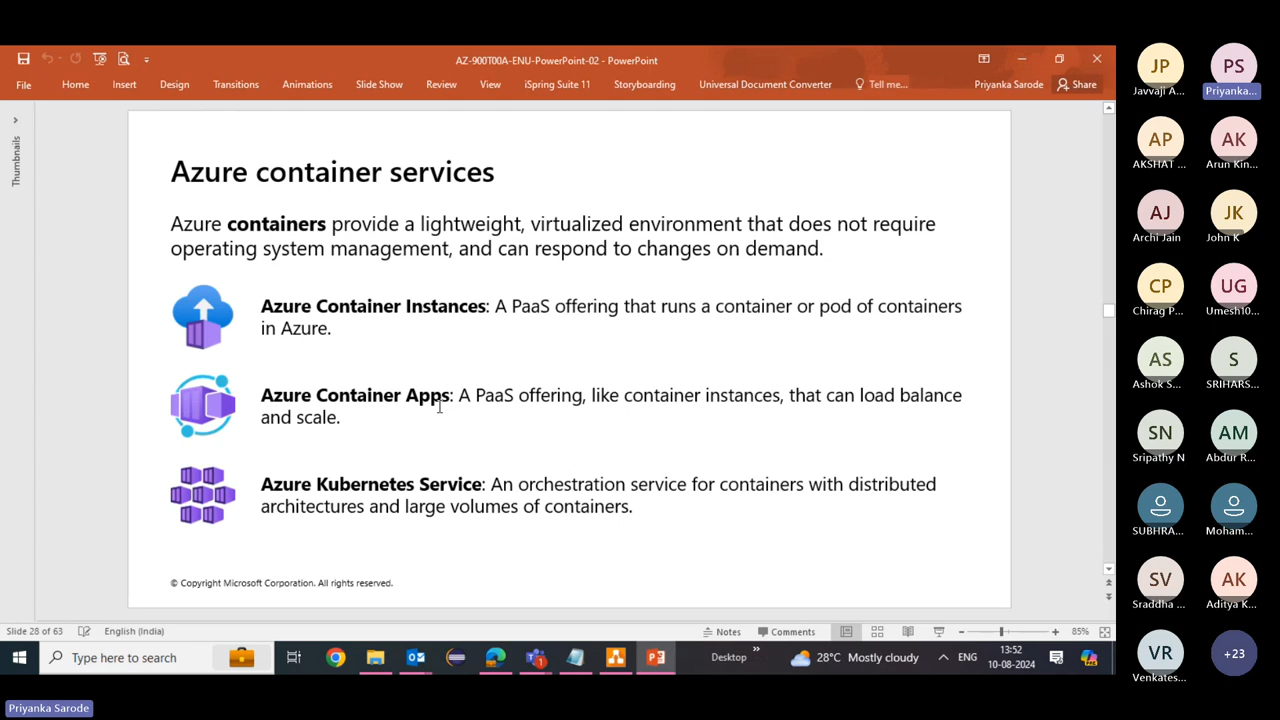 AZ-900T00A-ENU-PowerPoint-02 - PowerPoint
File Home Insert Design Transitions Animations Slide Show Review View iSpring Suite 11 Storyboarding Universal Document Converter Tell me... Priyanka Sarode Share
Thumbnails
Azure container services
Azure containers provide a lightweight, virtualized environment that does not require
operating system management, and can respond to changes on demand.
Azure Container Instances: A PaaS offering that runs a container or pod of containers
in Azure.
Azure Container Apps: A PaaS offering, like container instances, that can load balance
and scale.
Azure Kubernetes Service: An orchestration service for containers with distributed
architectures and large volumes of containers.
© Copyright Microsoft Corporation. All rights reserved.
Slide 28 of 63 English (India) Notes Comments 85%
Type here to search Desktop 28°C Mostly cloudy ENG 13:52
10-08-2024
Priyanka Sarode
JP PS
Javvaji A... Priyanka...
AP AK
AKSHAT ... Arun Kin...
AJ JK
Archi Jain John K
CP UG
Chirag P... Umesh10...
AS S
Ashok S... SRIHARS...
SN AM
Sripathy N Abdur R...
SUBHRA... Moham...
SV AK
Sraddha ... Aditya K...
VR +23
Venkates...